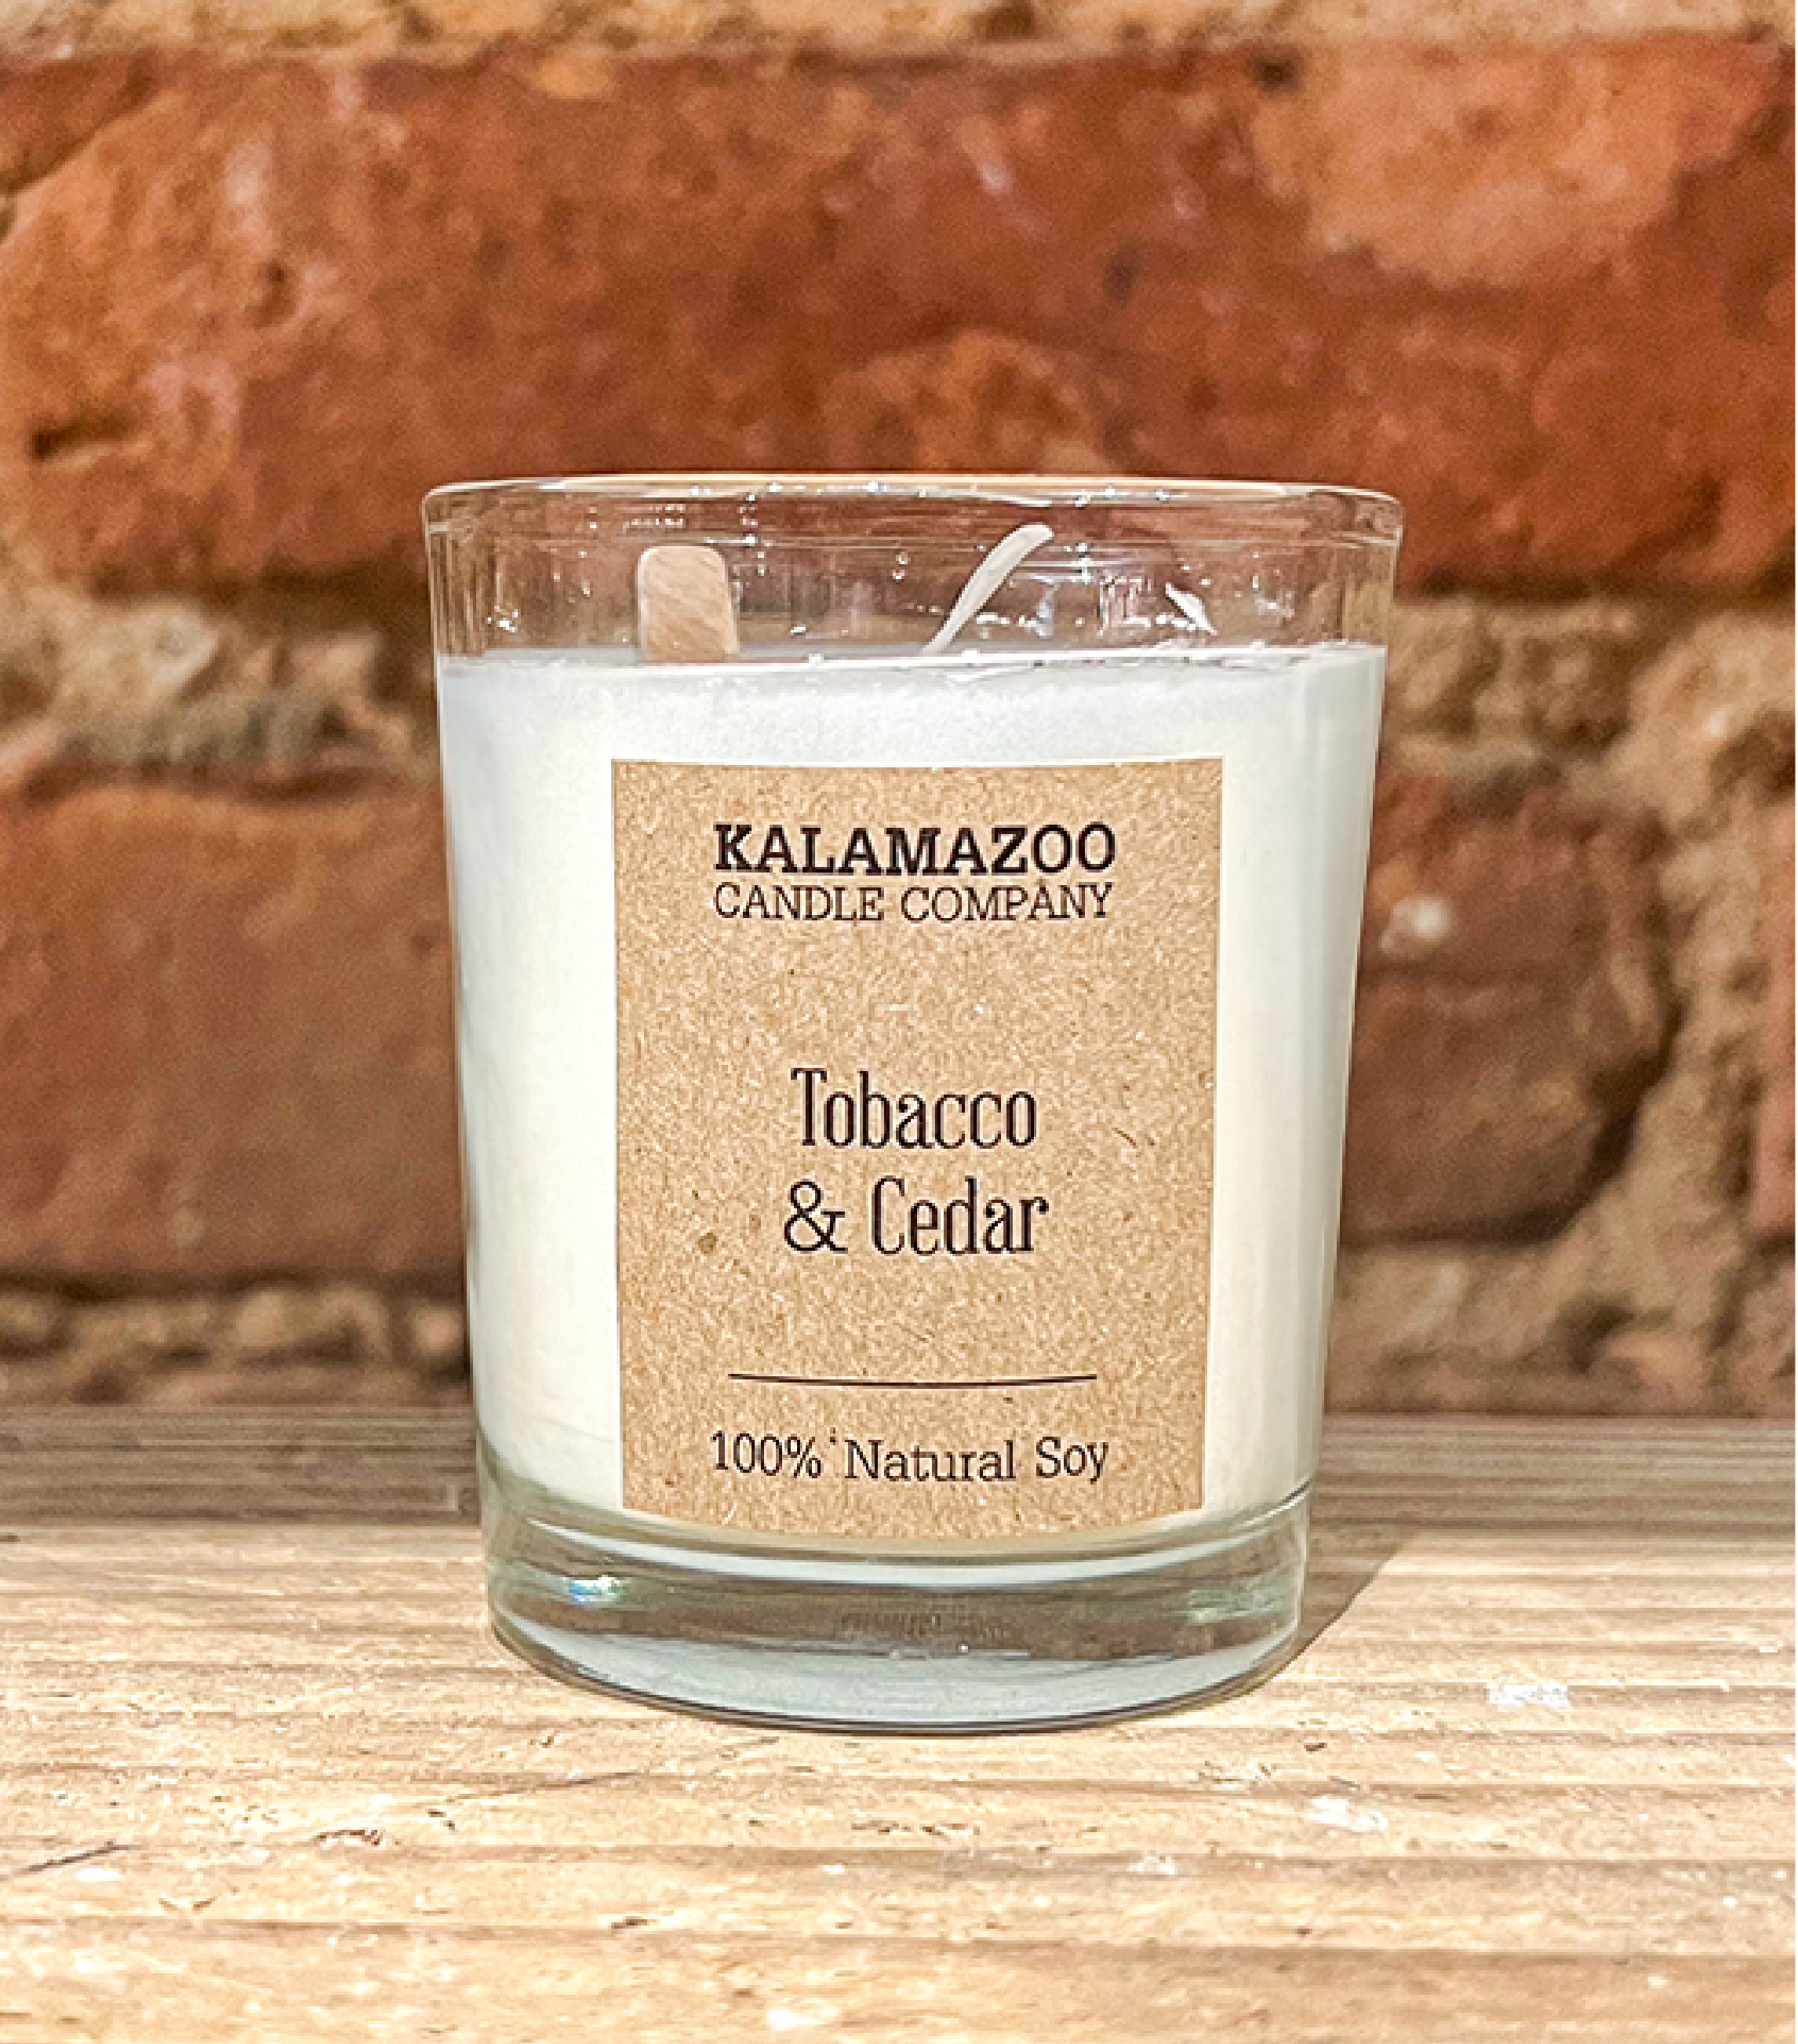 KALAMAZOO
CANDLE COMPANY
Tobacco
& Cedar
100% Natural Soy